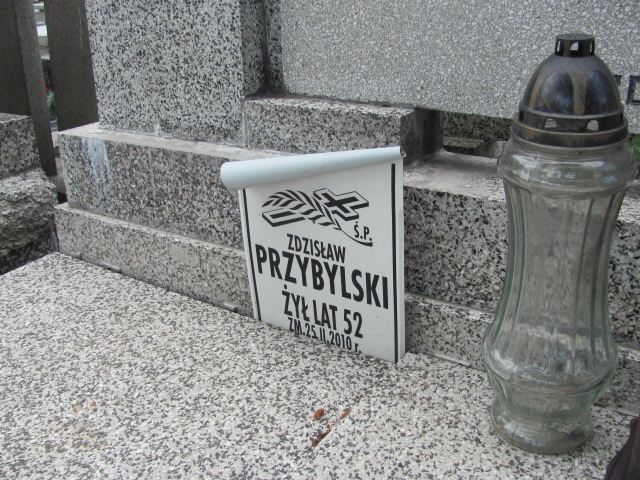 Ś.P.
ZDZISŁAW
PRZYBYLSKI
ŻYŁ LAT 52
ZM.25.II.2010 r.